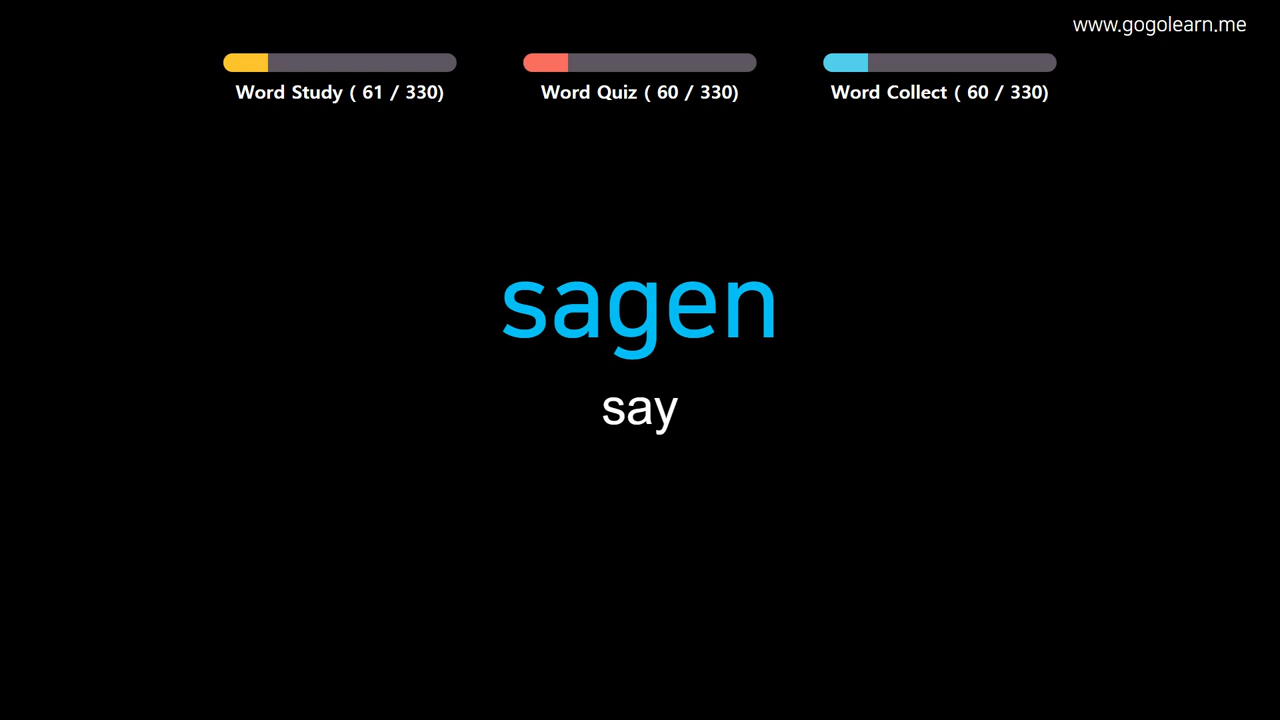 www.gogolearn.me
Word Study ( 61 / 330)
Word Quiz ( 60 / 330)
Word Collect ( 60 / 330)
sagen
say